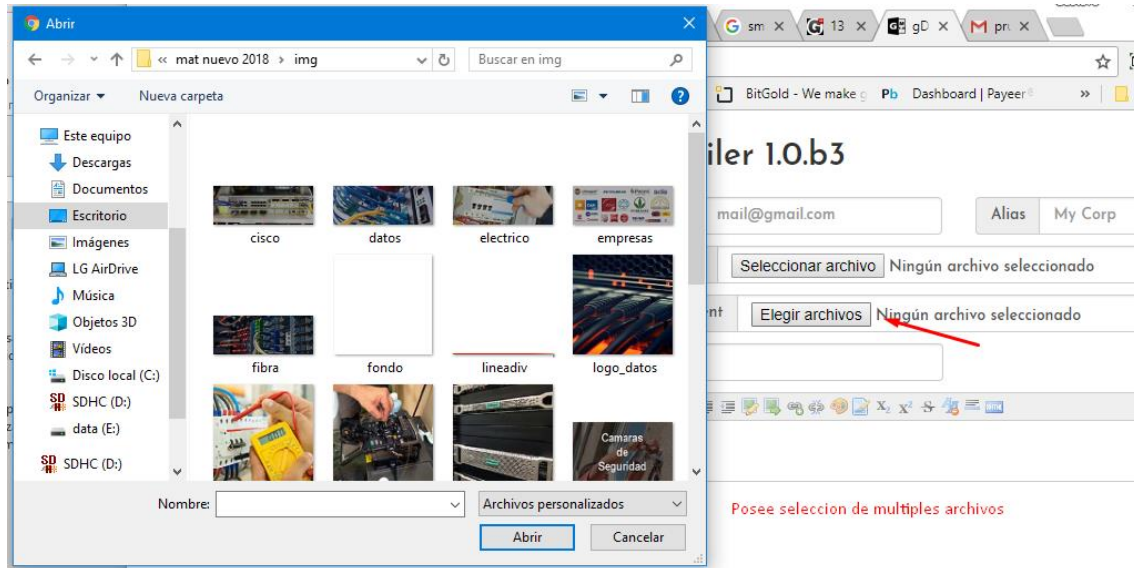 Abrir
« mat nuevo 2018 › img
Buscar en img
Organizar
Nueva carpeta
Este equipo
Descargas
Documentos
Escritorio
Imágenes
LG AirDrive
Música
Objetos 3D
Vídeos
Disco local (C:)
SDHC (D:)
data (E:)
SDHC (D:)
cisco
datos
electrico
empresas
fibra
fondo
lineadiv
logo_datos
Camaras
de
Seguridad
Nombre:
Archivos personalizados
Abrir
Cancelar
sm
13
gD
BitGold - We make g
Pb Dashboard | Payeer
iler 1.0.b3
mail@gmail.com
Alias
My Corp
Seleccionar archivo Ningún archivo seleccionado
nt
Elegir archivos Ningún archivo seleccionado
Posee seleccion de multiples archivos